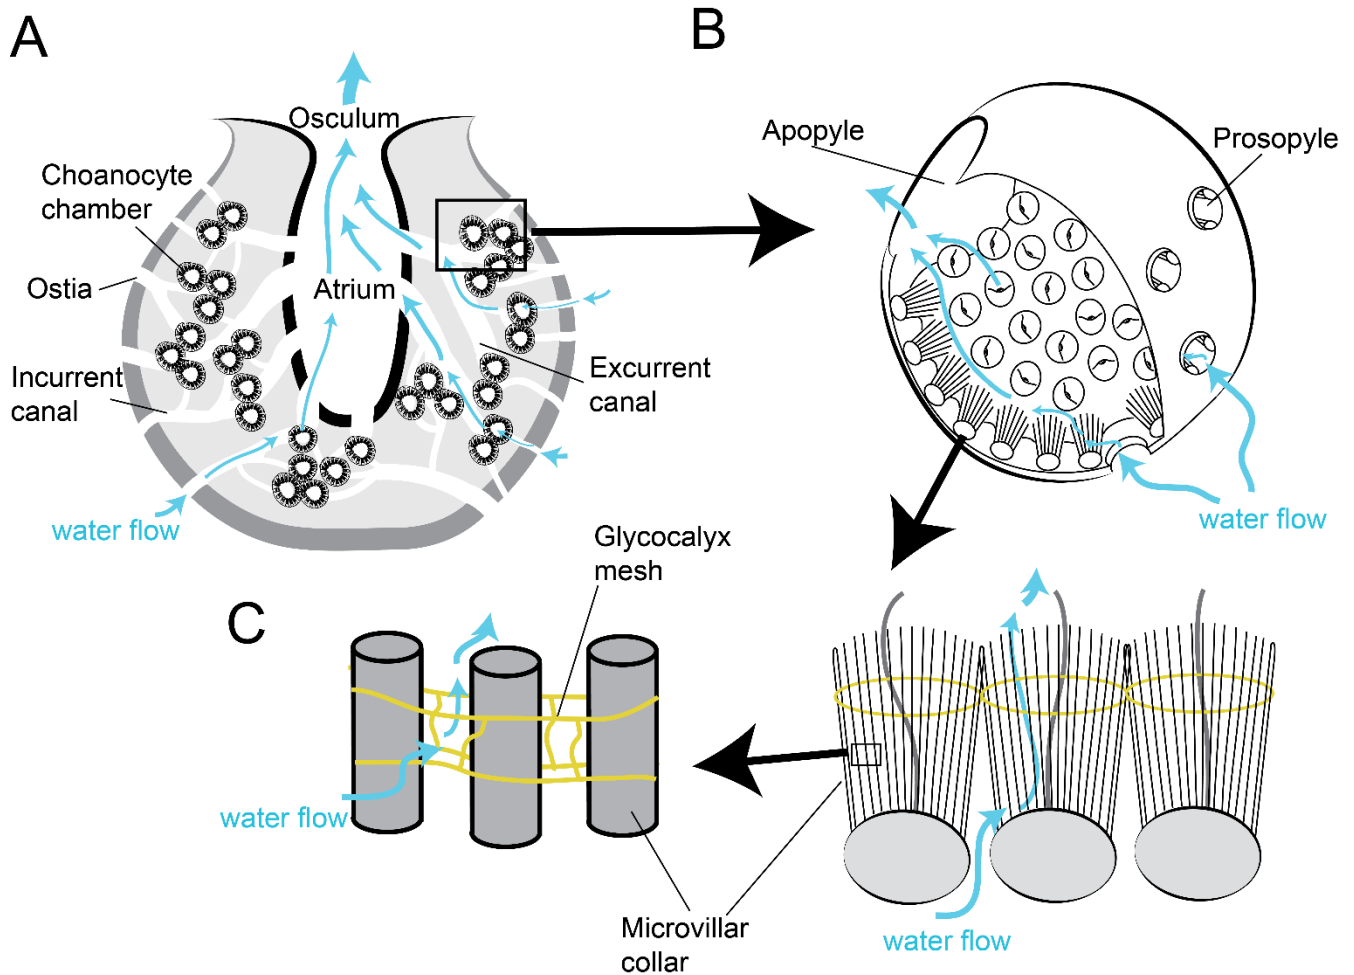 A
Osculum
Choanocyte
chamber
Ostia
Atrium
Incurrent
canal
Excurrent
canal
water flow
B
Apopyle
Prosopyle
water flow
C
Glycocalyx
mesh
water flow
Microvillar
collar
water flow